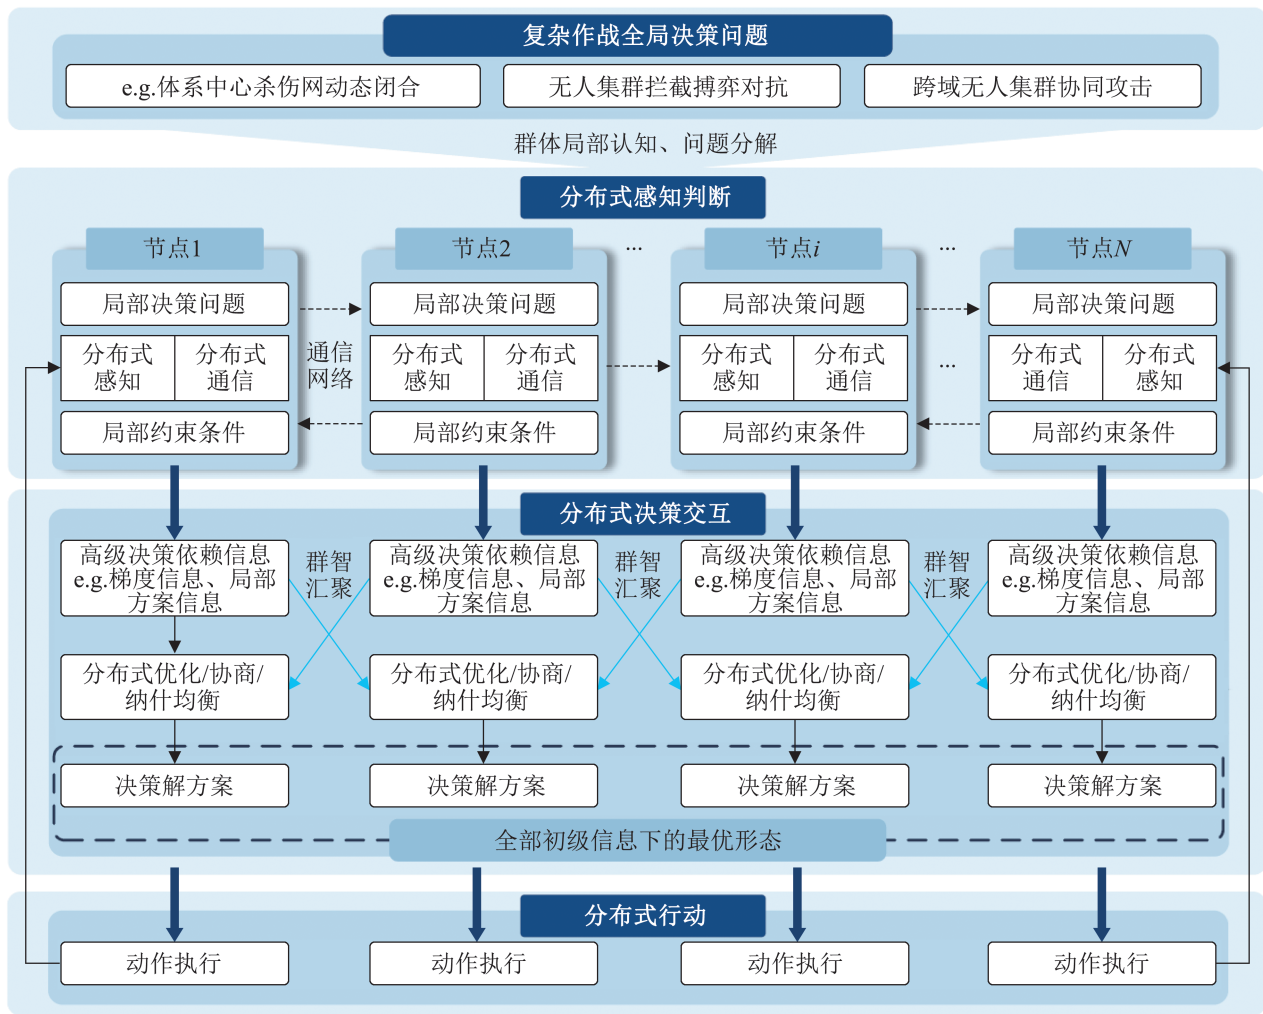 复杂作战全局决策问题
e.g.体系中心杀伤网动态闭合
无人集群拦截搏弈对抗
跨域无人集群协同攻击
群体局部认知、问题分解
分布式感知判断
节点1
节点2
...
节点i
...
节点N
局部决策问题
局部决策问题
局部决策问题
局部决策问题
通信
网络
分布式
感知
分布式
通信
分布式
感知
分布式
通信
分布式
感知
分布式
通信
...
分布式
通信
分布式
感知
局部约束条件
局部约束条件
局部约束条件
局部约束条件
分布式决策交互
高级决策依赖信息
e.g.梯度信息、局部
方案信息
群智
汇聚
高级决策依赖信息
e.g.梯度信息、局部
方案信息
群智
汇聚
高级决策依赖信息
e.g.梯度信息、局部
方案信息
群智
汇聚
高级决策依赖信息
e.g.梯度信息、局部
方案信息
分布式优化/协商/
纳什均衡
分布式优化/协商/
纳什均衡
分布式优化/协商/
纳什均衡
分布式优化/协商/
纳什均衡
决策解方案
决策解方案
决策解方案
决策解方案
全部初级信息下的最优形态
分布式行动
动作执行
动作执行
动作执行
动作执行